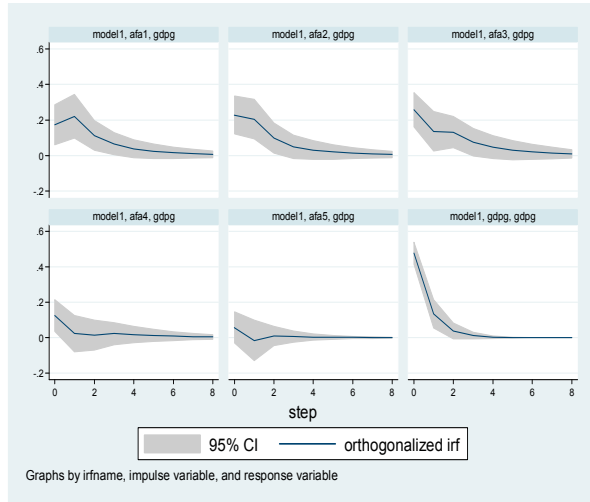 model1, afa1, gdpg
model1, afa2, gdpg
model1, afa3, gdpg
.6
.4
.2
0
-.2
model1, afa4, gdpg
model1, afa5, gdpg
model1, gdpg, gdpg
.6
.4
.2
0
-.2
0 2 4 6 8
0 2 4 6 8
0 2 4 6 8
step
95% CI
orthogonalized irf
Graphs by irfname, impulse variable, and response variable